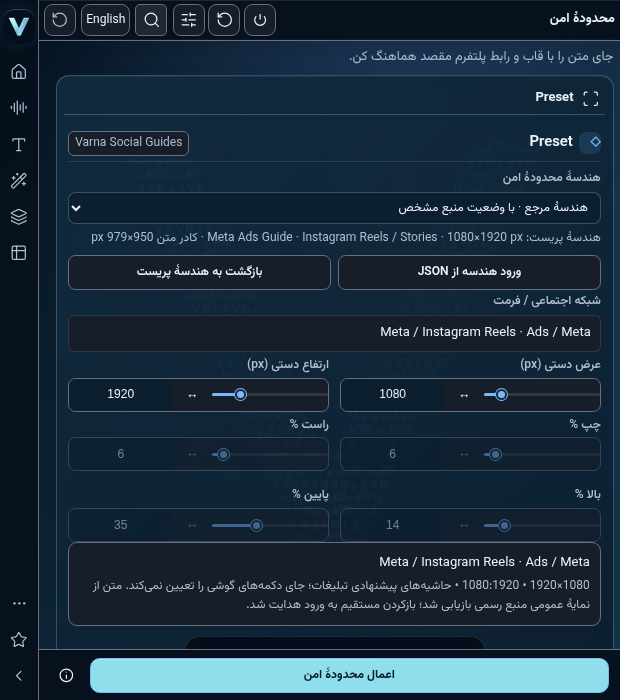 English
محدودهٔ امن
جای متن را با قاب و رابط پلتفرم مقصد هماهنگ کن.
Preset
Preset
Varna Social Guides
هندسهٔ محدودهٔ امن
هندسهٔ مرجع · با وضعیت منبع مشخص
هندسهٔ پریست: Meta Ads Guide · Instagram Reels / Stories · 1080×1920 px · کادر متن 950×979 px
ورود هندسه از JSON
بازگشت به هندسهٔ پریست
شبکه اجتماعی / فرمت
Meta / Instagram Reels · Ads / Meta
عرض دستی (px)
ارتفاع دستی (px)
1080 ↔
1920 ↔
چپ %
راست %
6 ↔
6 ↔
بالا %
پایین %
14 ↔
35 ↔
Meta / Instagram Reels · Ads / Meta
1080×1920 • 1080:1920 • حاشیه‌های پیشنهادی تبلیغات؛ جای دکمه‌های گوشی را تعیین نمی‌کند. متن از
نمایهٔ عمومی منبع رسمی بازیابی شد؛ بازکردن مستقیم به ورود هدایت شد.
اعمال محدودهٔ امن